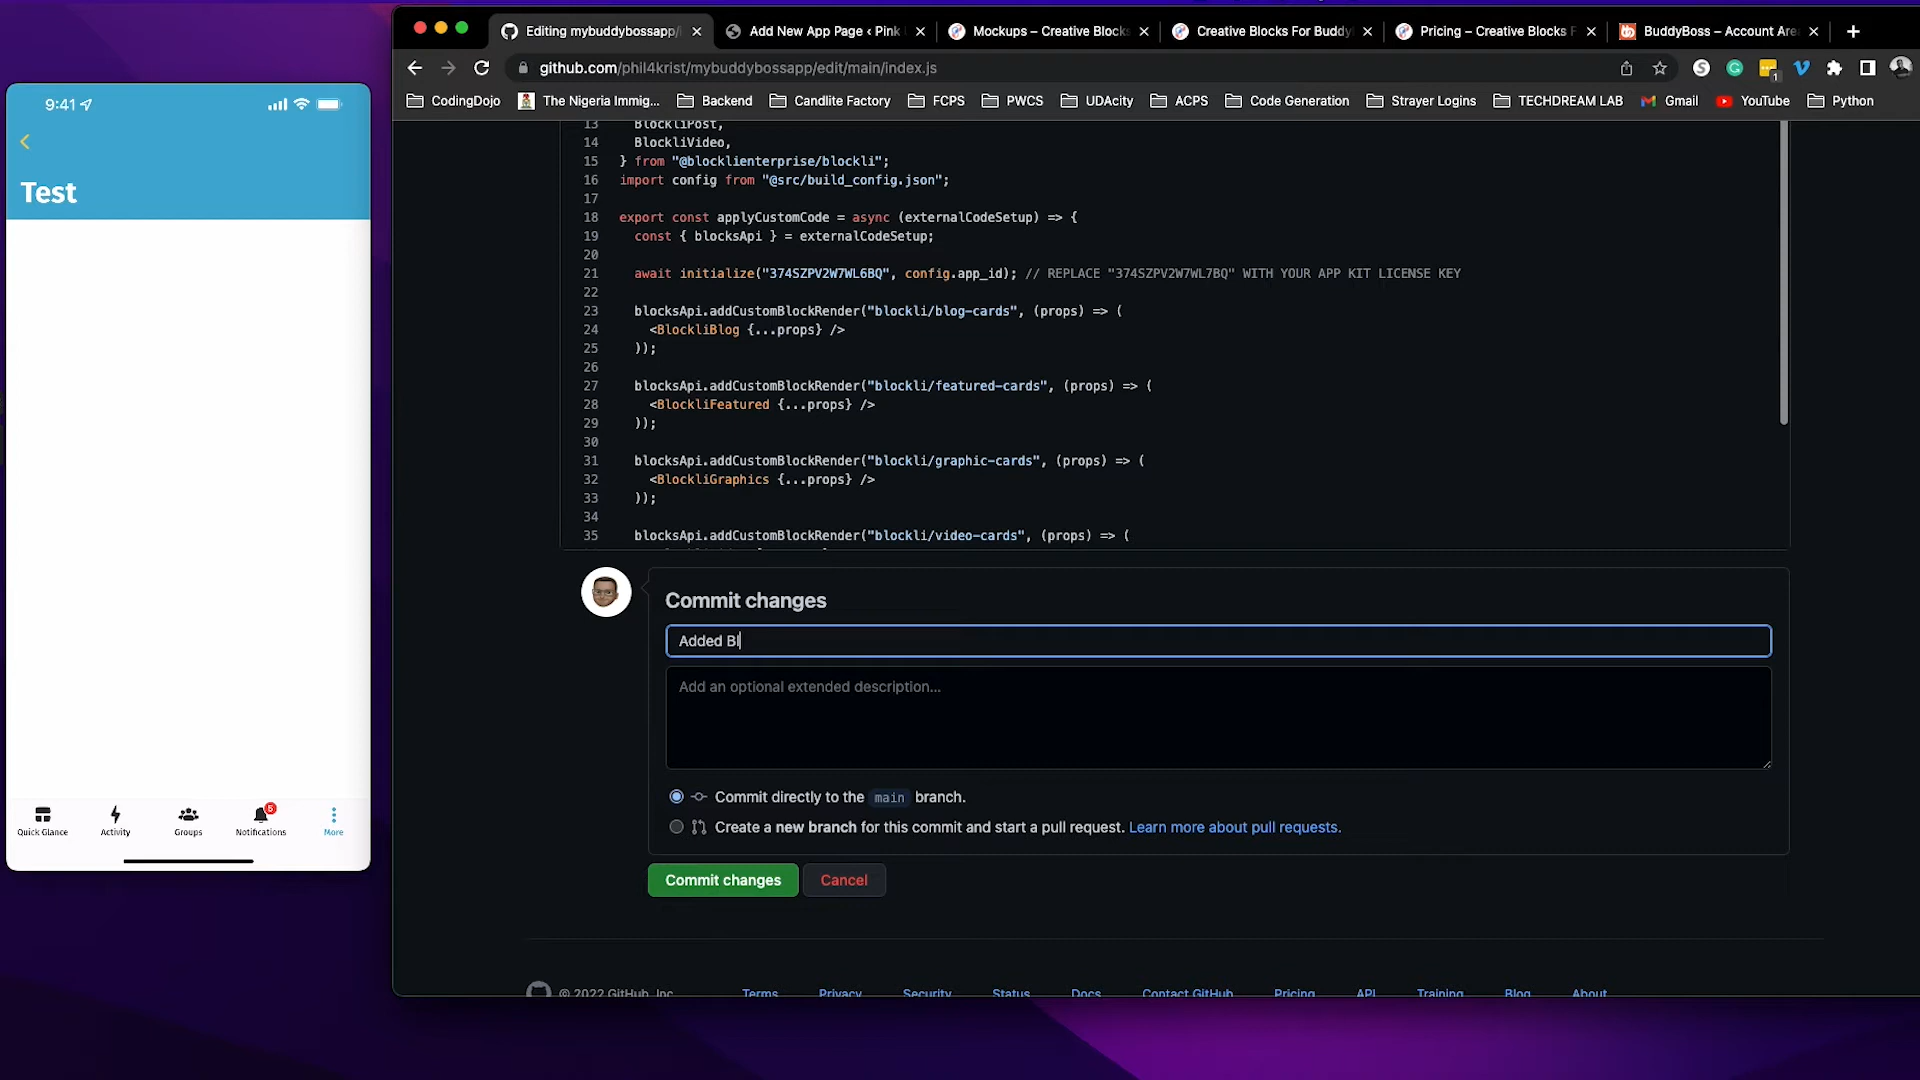 9:41
Test
Quick Glance
Activity
Groups
5
Notifications
More
Editing mybuddybossapp/i
Add New App Page ‹ Pink
Mockups – Creative Blocks
Creative Blocks For Buddy
Pricing – Creative Blocks F
BuddyBoss – Account Are
github.com/phil4krist/mybuddybossapp/edit/main/index.js
1
CodingDojo
The Nigeria Immig...
Backend
Candlite Factory
FCPS
PWCS
UDAcity
ACPS
Code Generation
Strayer Logins
TECHDREAM LAB
Gmail
YouTube
Python
13 BlockliPost,
14 BlockliVideo,
15 } from "@blocklienterprise/blockli";
16 import config from "@src/build_config.json";
17
18 export const applyCustomCode = async (externalCodeSetup) => {
19 const { blocksApi } = externalCodeSetup;
20
21 await initialize("374SZPV2W7WL6BQ", config.app_id); // REPLACE "374SZPV2W7WL7BQ" WITH YOUR APP KIT LICENSE KEY
22
23 blocksApi.addCustomBlockRender("blockli/blog-cards", (props) => (
24 <BlockliBlog {...props} />
25 ));
26
27 blocksApi.addCustomBlockRender("blockli/featured-cards", (props) => (
28 <BlockliFeatured {...props} />
29 ));
30
31 blocksApi.addCustomBlockRender("blockli/graphic-cards", (props) => (
32 <BlockliGraphics {...props} />
33 ));
34
35 blocksApi.addCustomBlockRender("blockli/video-cards", (props) => (
Commit changes
Added Bl
Add an optional extended description...
Commit directly to the main branch.
Create a new branch for this commit and start a pull request. Learn more about pull requests.
Commit changes
Cancel
© 2022 GitHub, Inc.
Terms
Privacy
Security
Status
Docs
Contact GitHub
Pricing
API
Training
Blog
About